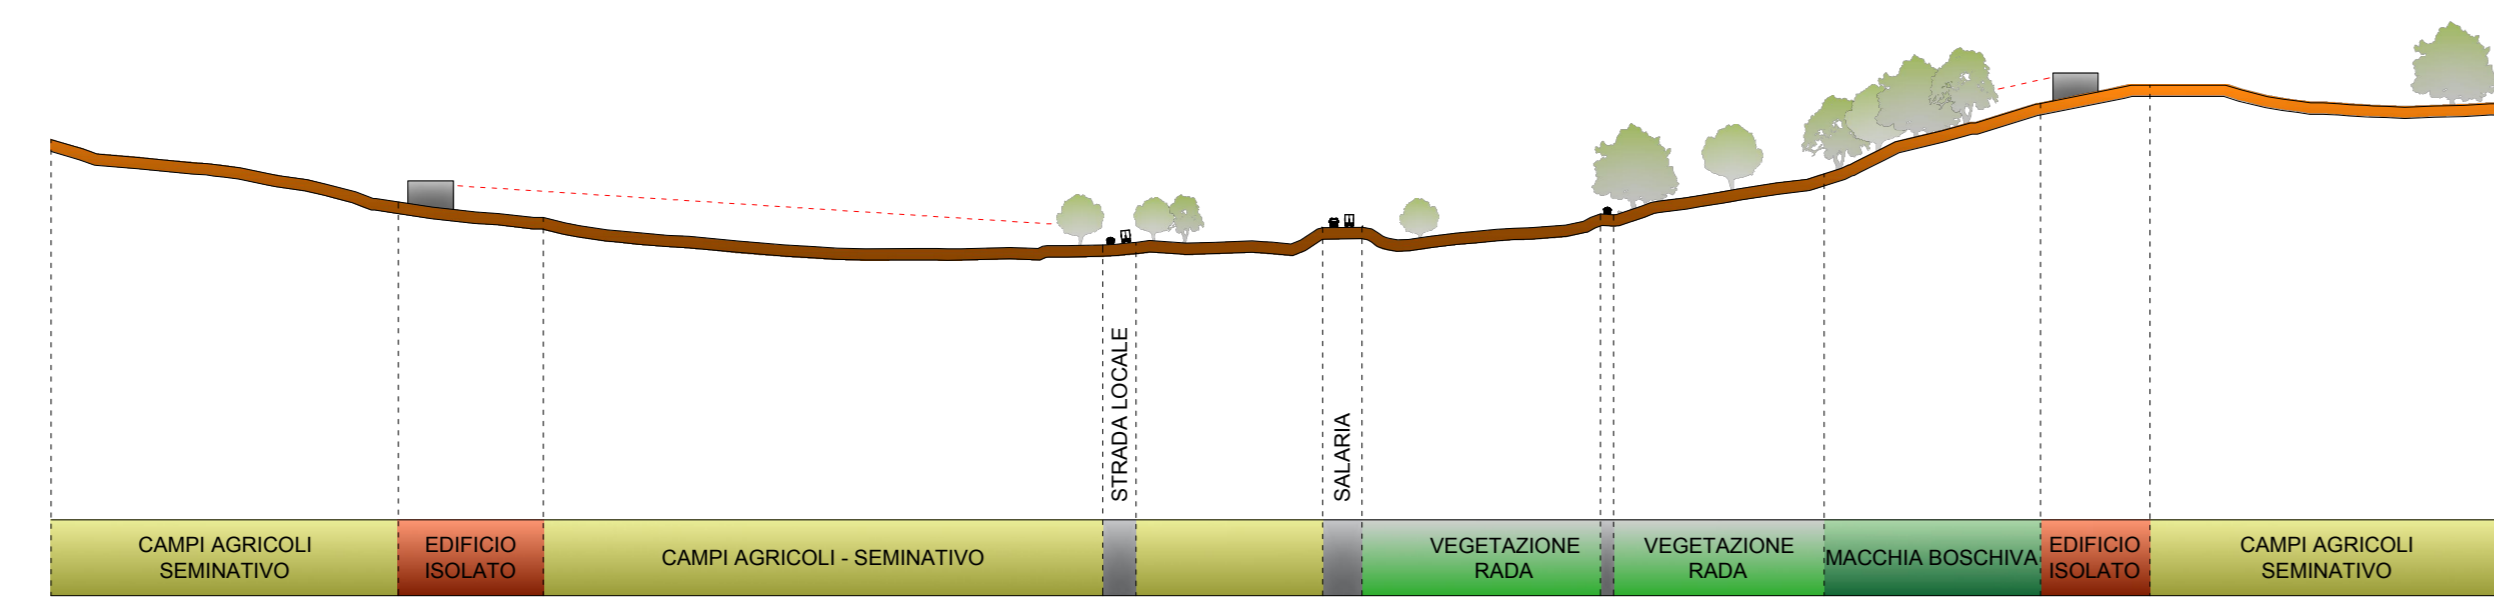 STRADA LOCALE
SALARIA
CAMPI AGRICOLI
SEMINATIVO
EDIFICIO
ISOLATO
CAMPI AGRICOLI - SEMINATIVO
VEGETAZIONE
RADA
VEGETAZIONE
RADA
MACCHIA BOSCHIVA
EDIFICIO
ISOLATO
CAMPI AGRICOLI
SEMINATIVO